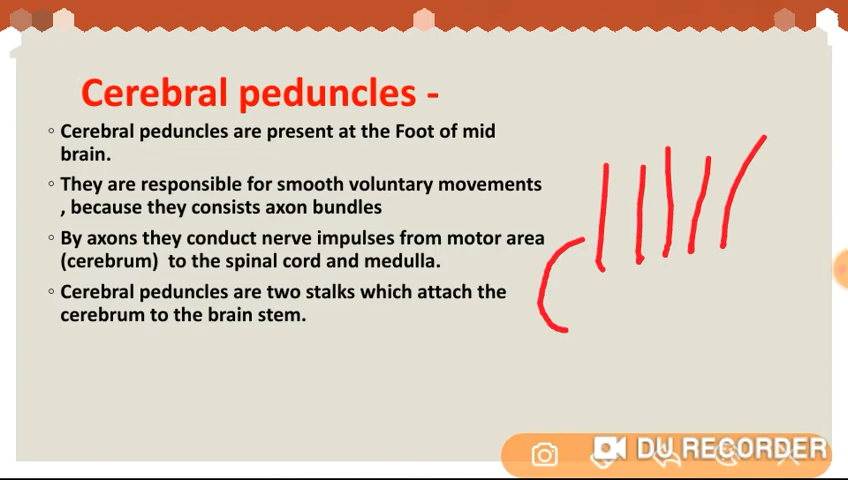 Cerebral peduncles -
◦ Cerebral peduncles are present at the Foot of mid
brain.
◦ They are responsible for smooth voluntary movements
, because they consists axon bundles
◦ By axons they conduct nerve impulses from motor area
(cerebrum)  to the spinal cord and medulla.
◦ Cerebral peduncles are two stalks which attach the
cerebrum to the brain stem.
DU RECORDER